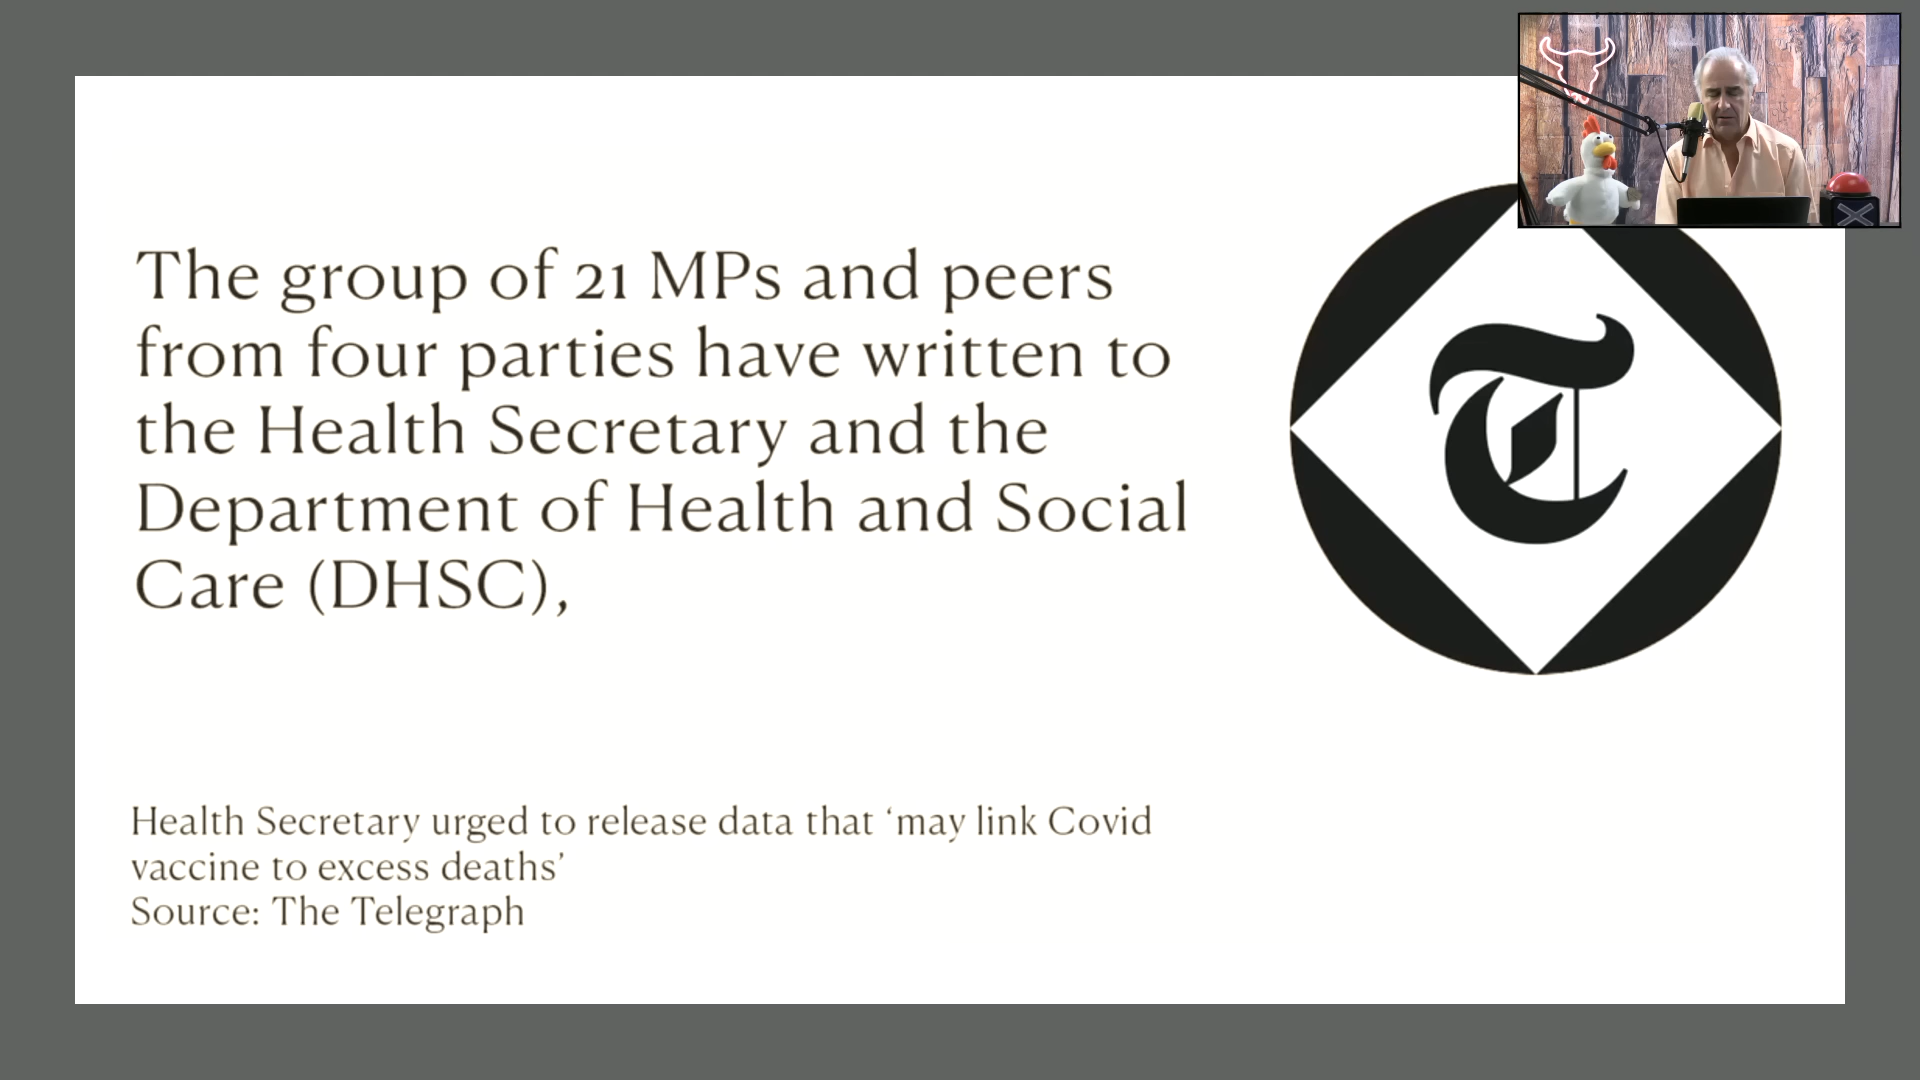 The group of 21 MPs and peers
from four parties have written to
the Health Secretary and the
Department of Health and Social
Care (DHSC),
Health Secretary urged to release data that ‘may link Covid
vaccine to excess deaths’
Source: The Telegraph
T